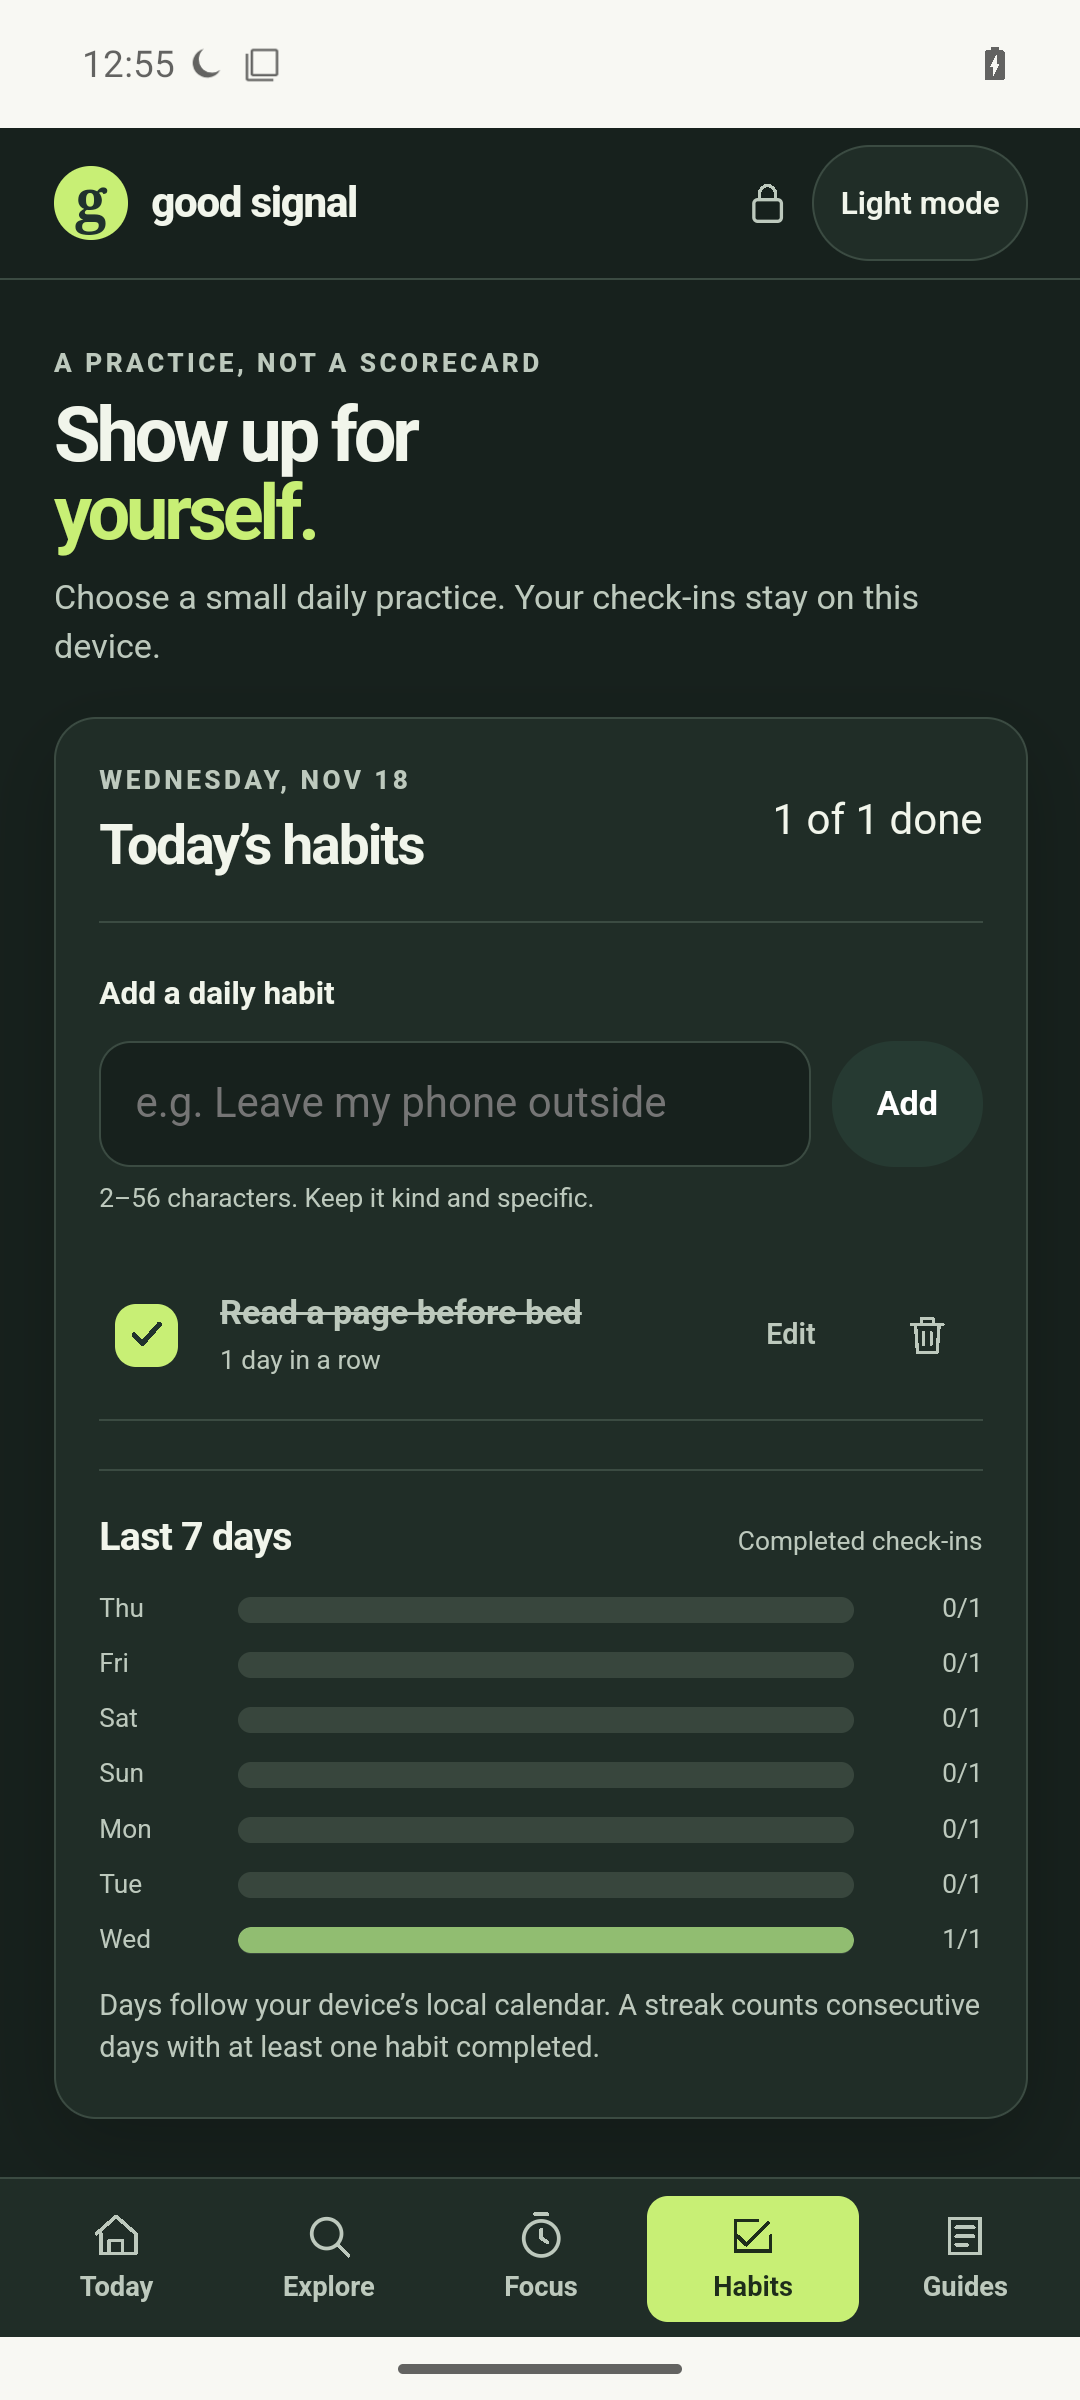 12:55
g good signal
Light mode
A PRACTICE, NOT A SCORECARD
Show up for
yourself.
Choose a small daily practice. Your check-ins stay on this
device.
WEDNESDAY, NOV 18
Today’s habits
1 of 1 done
Add a daily habit
e.g. Leave my phone outside
Add
2–56 characters. Keep it kind and specific.
Read a page before bed
1 day in a row
Edit
Last 7 days
Completed check-ins
Thu 0/1
Fri 0/1
Sat 0/1
Sun 0/1
Mon 0/1
Tue 0/1
Wed 1/1
Days follow your device’s local calendar. A streak counts consecutive
days with at least one habit completed.
Today
Explore
Focus
Habits
Guides